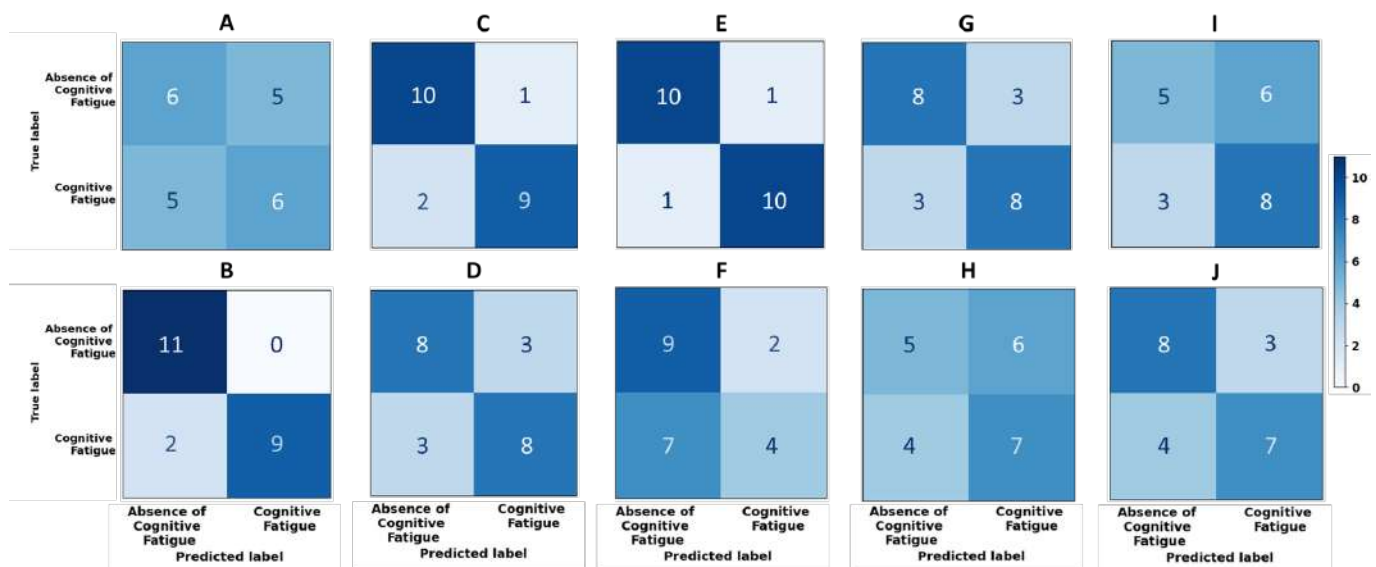 A C E G I
True label
Absence of
Cognitive
Fatigue
6 5 10 1 10 1 8 3 5 6
Cognitive
Fatigue
5 6 2 9 1 10 3 8 3 8
10
8
6
4
2
0
B D F H J
True label
Absence of
Cognitive
Fatigue
11 0 8 3 9 2 5 6 8 3
Cognitive
Fatigue
2 9 3 8 7 4 4 7 4 7
Absence of Cognitive Absence of Cognitive Absence of Cognitive Absence of Cognitive Absence of Cognitive
Cognitive Fatigue Cognitive Fatigue Cognitive Fatigue Cognitive Fatigue Cognitive Fatigue
Fatigue Fatigue Fatigue Fatigue Fatigue
Predicted label Predicted label Predicted label Predicted label Predicted label